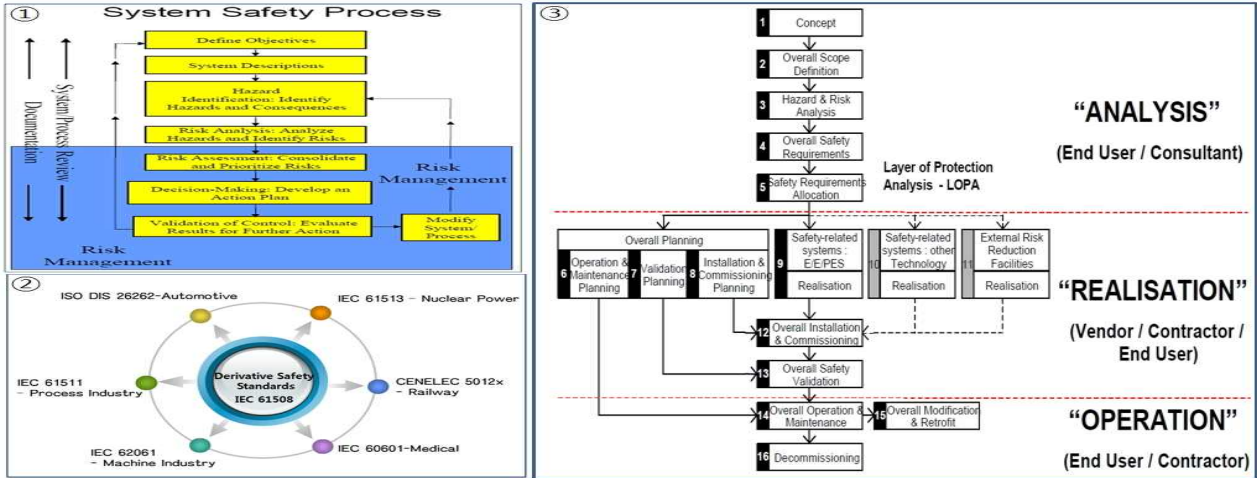 ①
System Safety Process
Define Objectives
System Descriptions
Hazard
Identification: Identify
Hazards and Consequences
Risk Analysis: Analyze
Hazards and Identify Risks
Risk Assessment: Consolidate
and Prioritize Risks
Decision-Making: Develop an
Action Plan
Validation of Control: Evaluate
Results for Further Action
Modify
System/
Process
Risk
Management
Risk
Management
System Process Review
Documentation
②
ISO DIS 26262-Automotive
IEC 61513 - Nuclear Power
IEC 61511
- Process Industry
Derivative Safety
Standards
IEC 61508
CENELEC 5012x
- Railway
IEC 62061
- Machine Industry
IEC 60601-Medical
③
1 Concept
2 Overall Scope
Definition
3 Hazard & Risk
Analysis
4 Overall Safety
Requirements
5 Safety Requirements
Allocation
"ANALYSIS"
(End User / Consultant)
Layer of Protection
Analysis - LOPA
Overall Planning
6 Operation &
Maintenance
Planning
7 Validation
Planning
8 Installation &
Commissioning
Planning
9 Safety-related
systems :
E/E/PES
Realisation
10 Safety-related
systems : other
Technology
Realisation
11 External Risk
Reduction
Facilities
Realisation
"REALISATION"
(Vendor / Contractor /
End User)
12 Overall Installation
& Commissioning
13 Overall Safety
Validation
14 Overall Operation &
Maintenance
15 Overall Modification
& Retrofit
16 Decommissioning
"OPERATION"
(End User / Contractor)